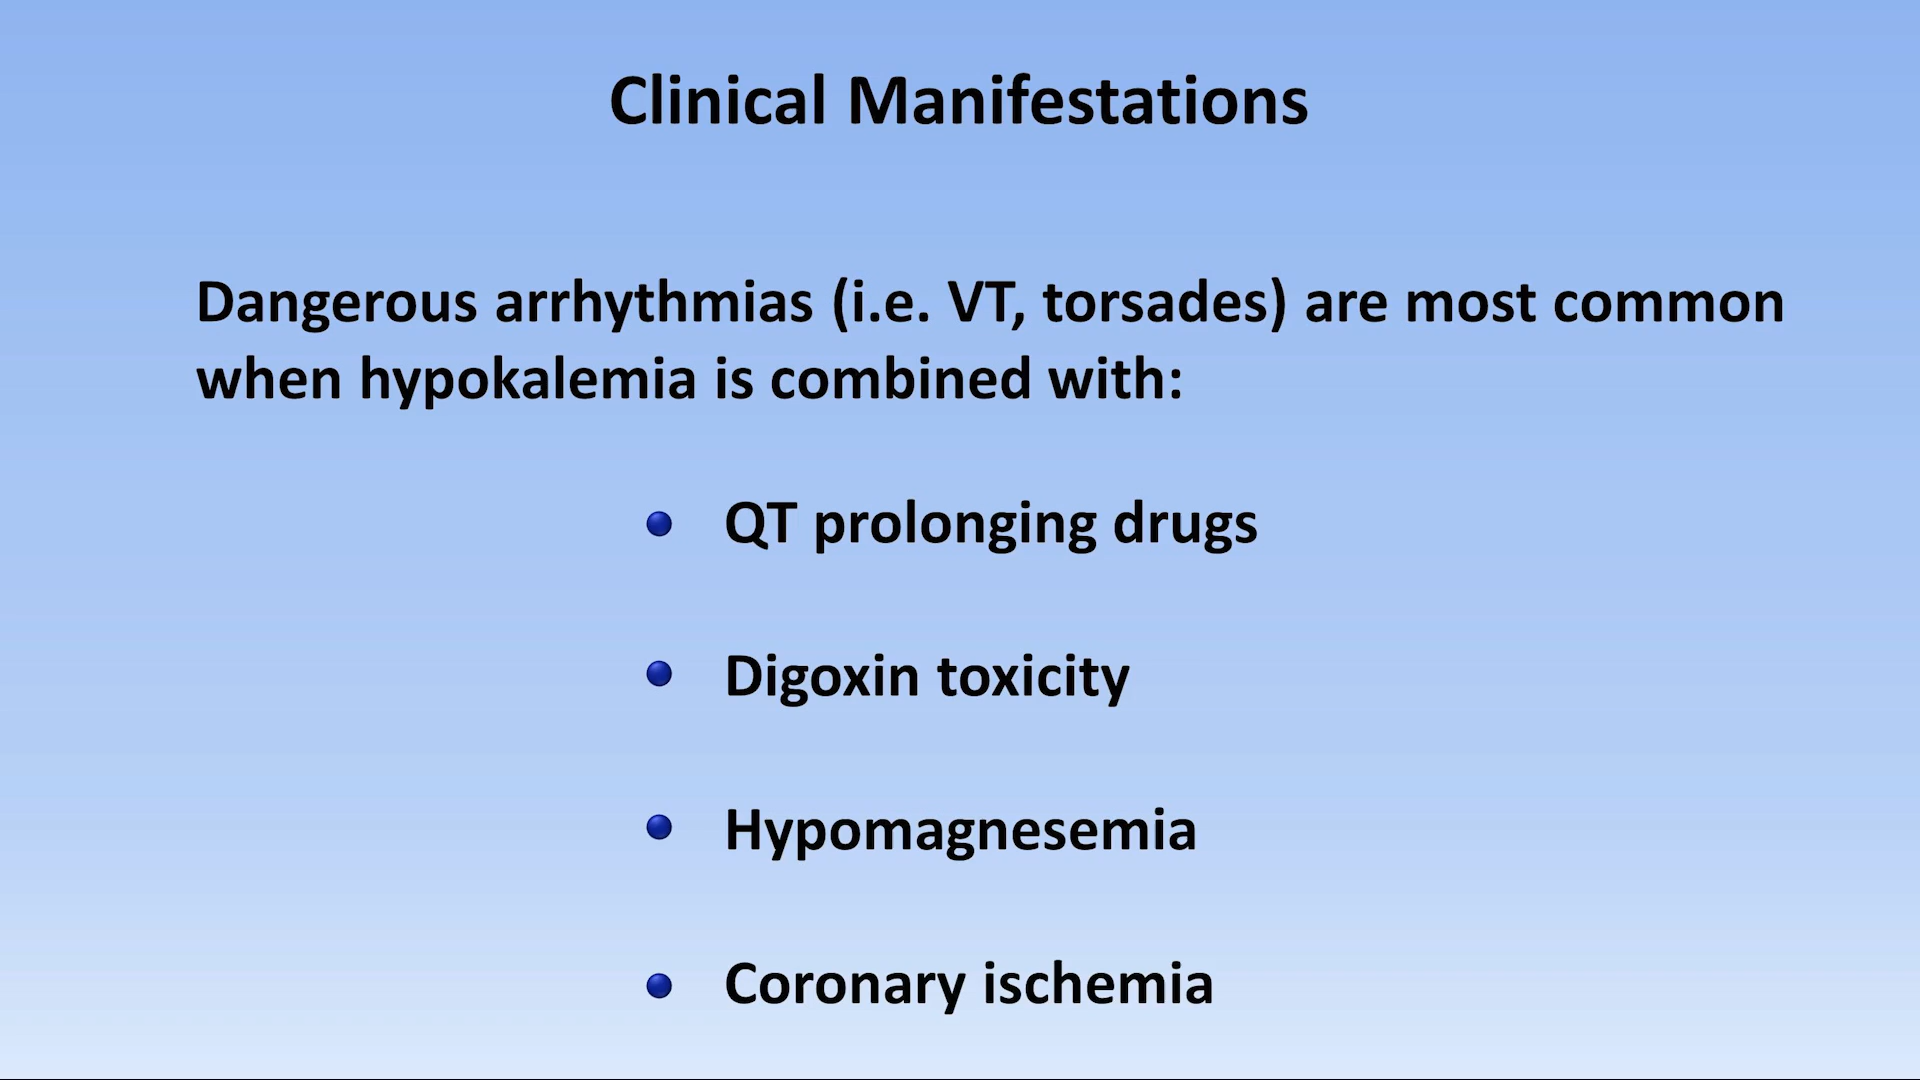 Clinical Manifestations
Dangerous arrhythmias (i.e. VT, torsades) are most common
when hypokalemia is combined with:
QT prolonging drugs
Digoxin toxicity
Hypomagnesemia
Coronary ischemia